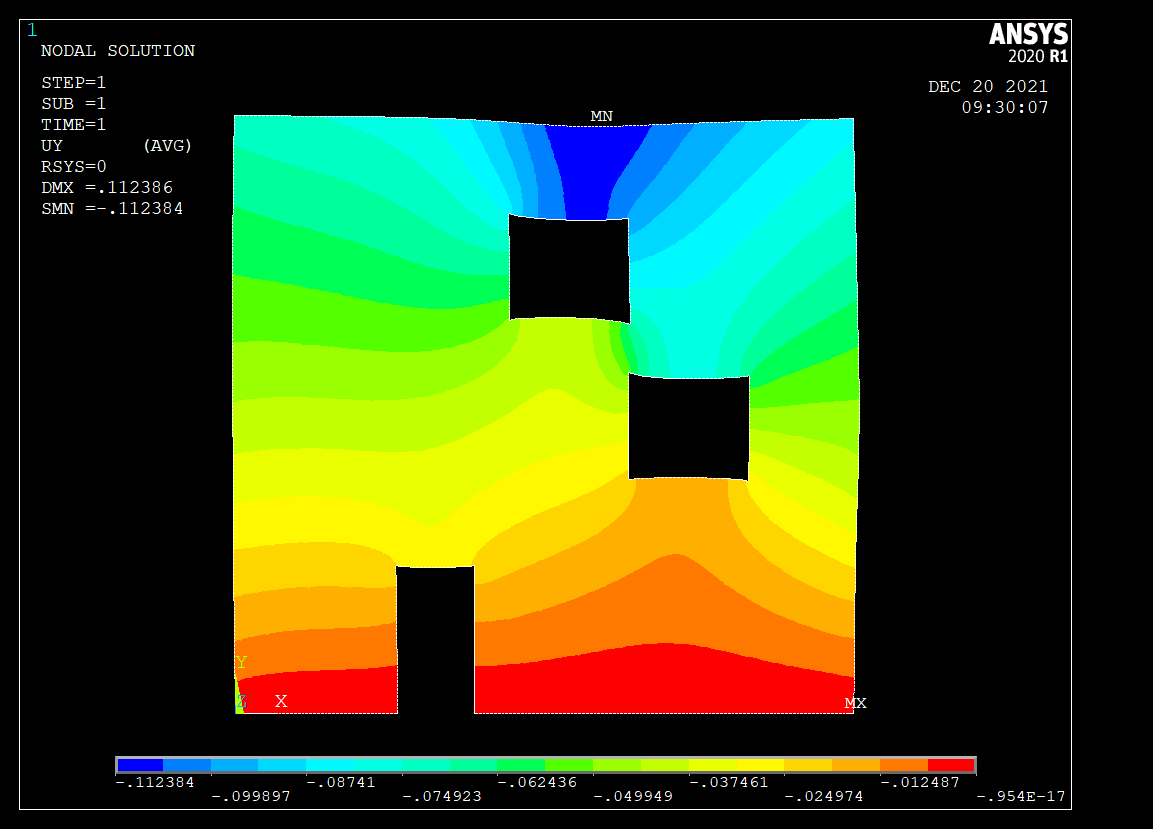 1
ANSYS
2020 R1
NODAL SOLUTION
STEP=1
SUB =1
TIME=1
UY (AVG)
RSYS=0
DMX =.112386
SMN =-.112384
DEC 20 2021
09:30:07
MN
Y
Z X
MX
-.112384 -.08741 -.062436 -.037461 -.012487
-.099897 -.074923 -.049949 -.024974 -.954E-17